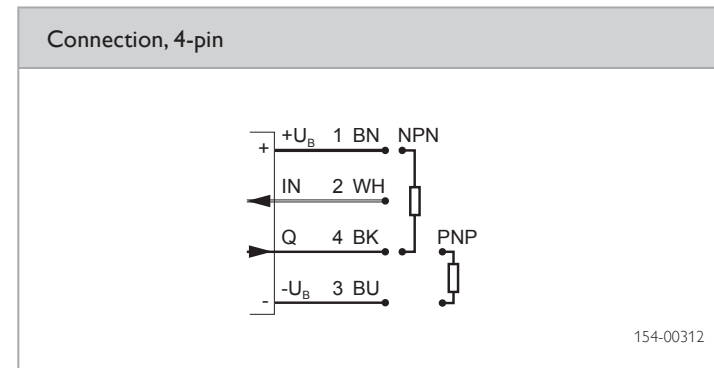 Connection, 4-pin
+ +U_B 1 BN NPN
IN 2 WH
Q 4 BK PNP
- -U_B 3 BU
154-00312